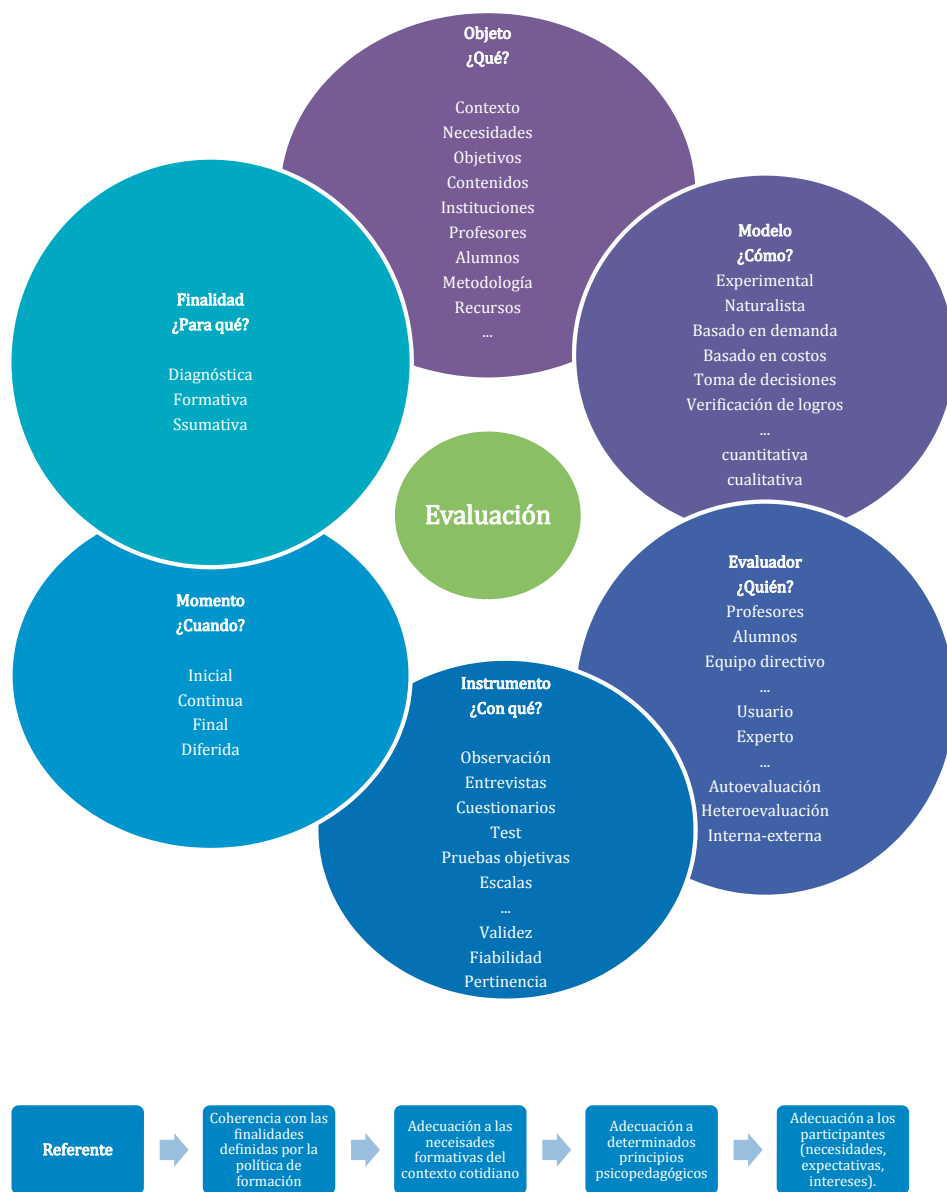 Objeto
¿Qué?
Contexto
Necesidades
Objetivos
Contenidos
Instituciones
Profesores
Alumnos
Metodología
Recursos
...
Modelo
¿Cómo?
Experimental
Naturalista
Basado en demanda
Basado en costos
Toma de decisiones
Verificación de logros
...
cuantitativa
cualitativa
Finalidad
¿Para qué?
Diagnóstica
Formativa
Ssumativa
Evaluación
Evaluador
¿Quién?
Profesores
Alumnos
Equipo directivo
...
Usuario
Experto
...
Autoevaluación
Heteroevaluación
Interna-externa
Momento
¿Cuando?
Inicial
Continua
Final
Diferida
Instrumento
¿Con qué?
Observación
Entrevistas
Cuestionarios
Test
Pruebas objetivas
Escalas
...
Validez
Fiabilidad
Pertinencia
Referente
Coherencia con las
finalidades
definidas por la
política de
formación
Adecuación a las
neceisades
formativas del
contexto cotidiano
Adecuación a
determinados
principios
psicopedagógicos
Adecuación a los
participantes
(necesidades,
expectativas,
intereses).